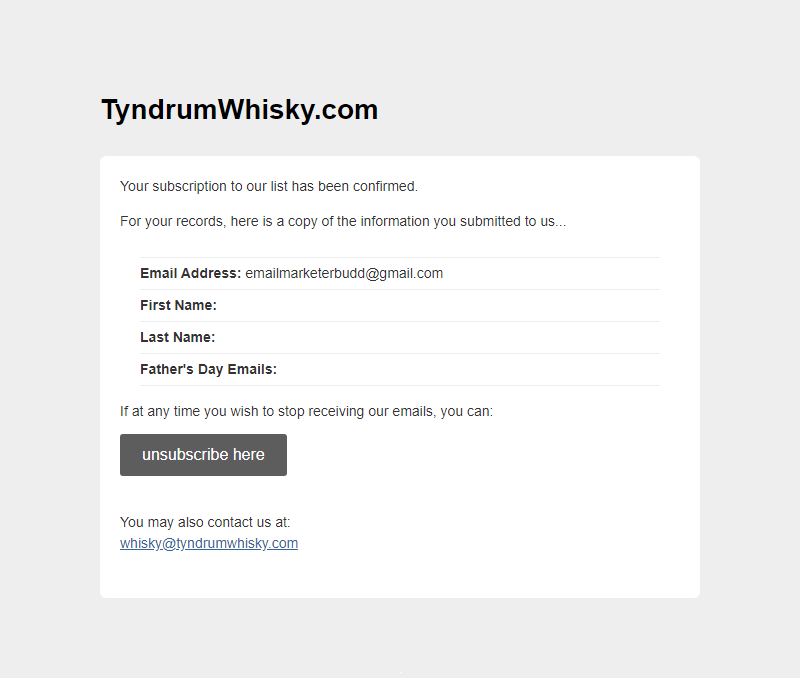 TyndrumWhisky.com
Your subscription to our list has been confirmed.
For your records, here is a copy of the information you submitted to us...
Email Address: emailmarketerbudd@gmail.com
First Name:
Last Name:
Father's Day Emails:
If at any time you wish to stop receiving our emails, you can:
unsubscribe here
You may also contact us at:
whisky@tyndrumwhisky.com